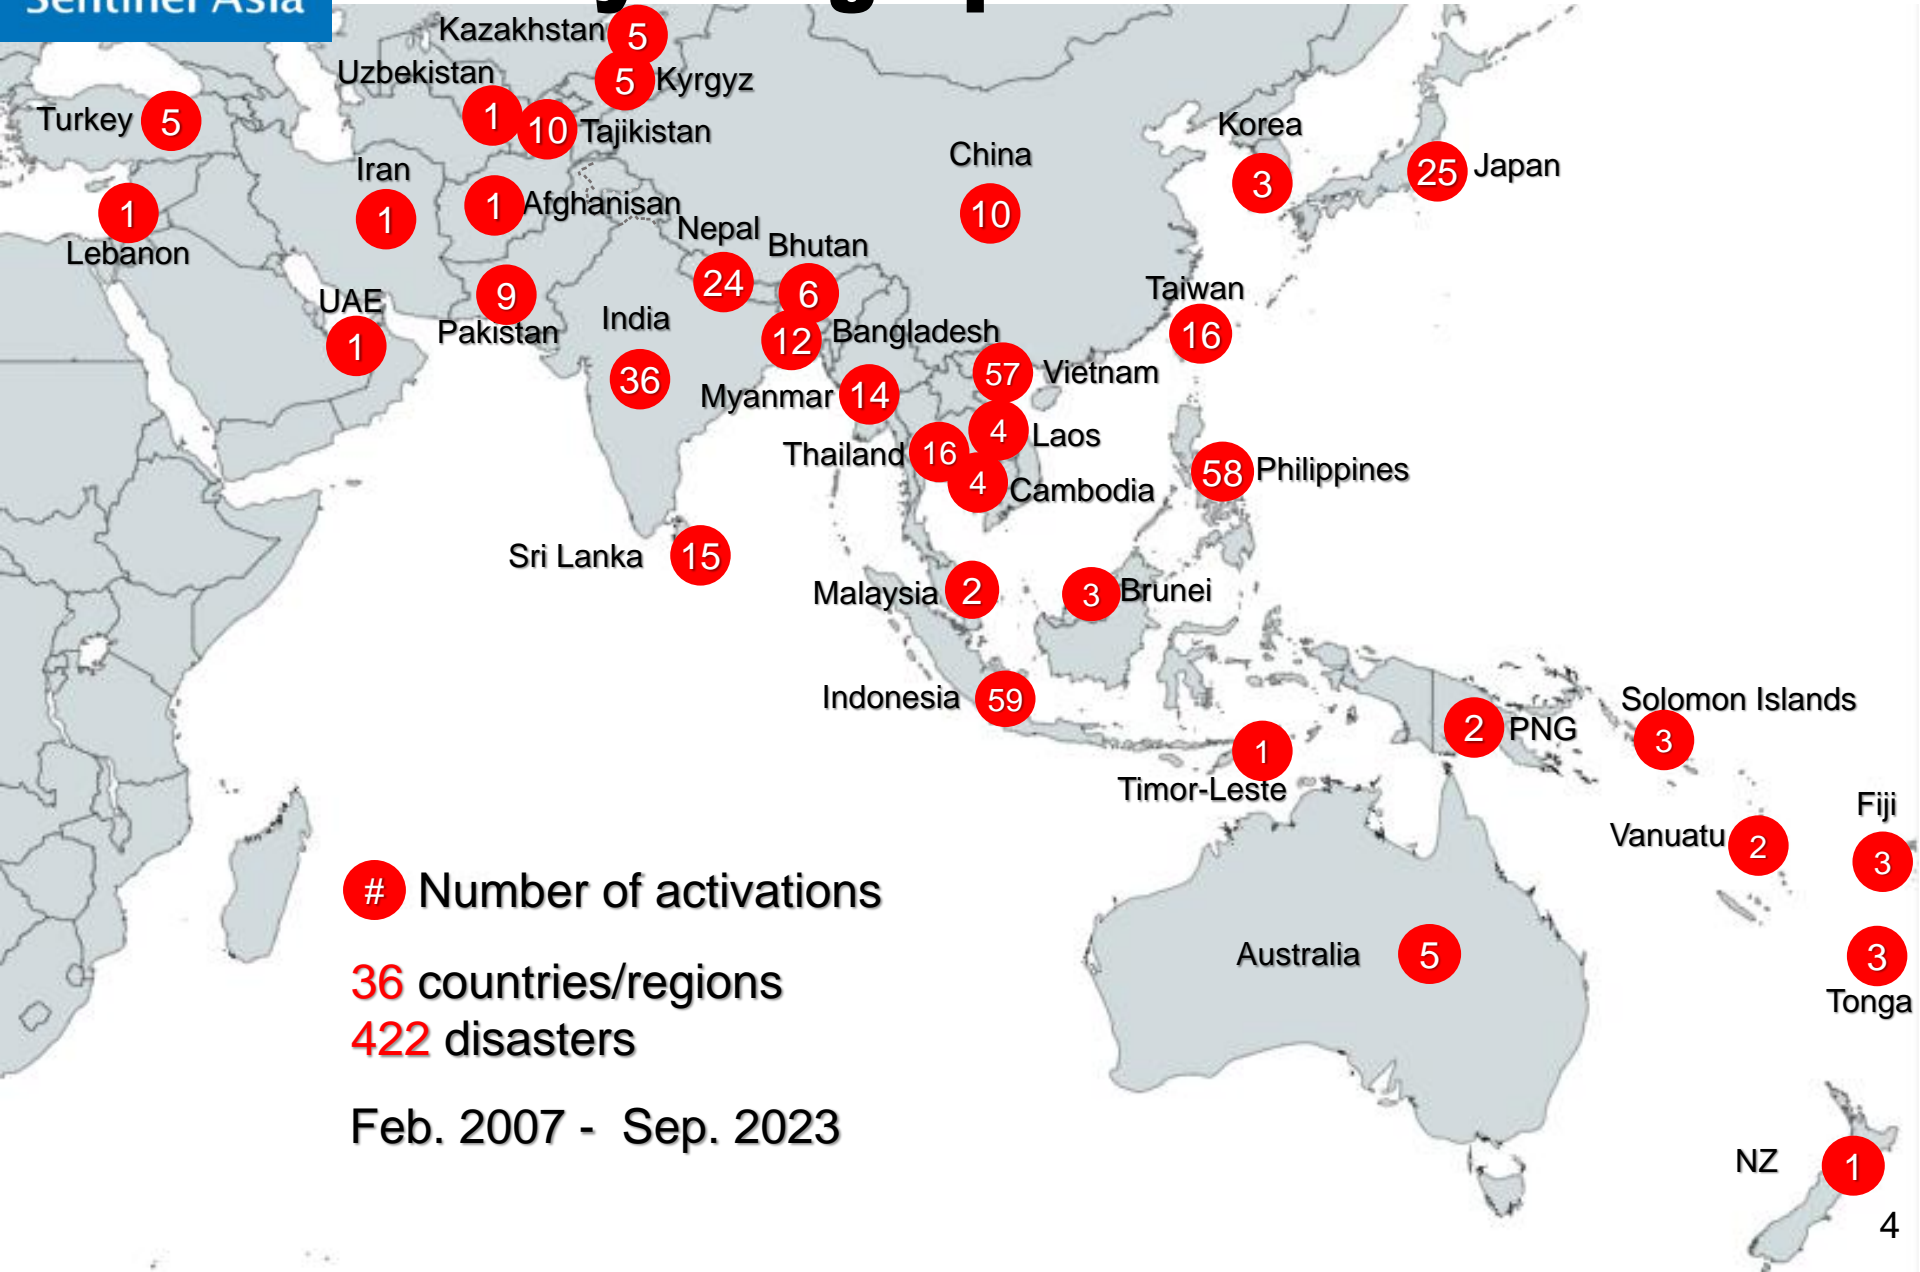 Sentinel Asia
Kazakhstan 5
5 Kyrgyz
Uzbekistan
1
10 Tajikistan
Turkey 5
Iran
1
1 Afghanisan
1
Lebanon
UAE
1
9
Pakistan
India
36
Nepal
24
Bhutan
6
12 Bangladesh
China
10
Korea
3
25 Japan
Taiwan
16
57 Vietnam
Myanmar 14
4 Laos
Thailand 16
4 Cambodia
58 Philippines
Sri Lanka 15
Malaysia 2
3 Brunei
Indonesia 59
1
Timor-Leste
2 PNG
Solomon Islands
3
Vanuatu 2
Fiji
3
3
Tonga
Australia 5
NZ 1
# Number of activations
36 countries/regions
422 disasters
Feb. 2007 - Sep. 2023
4